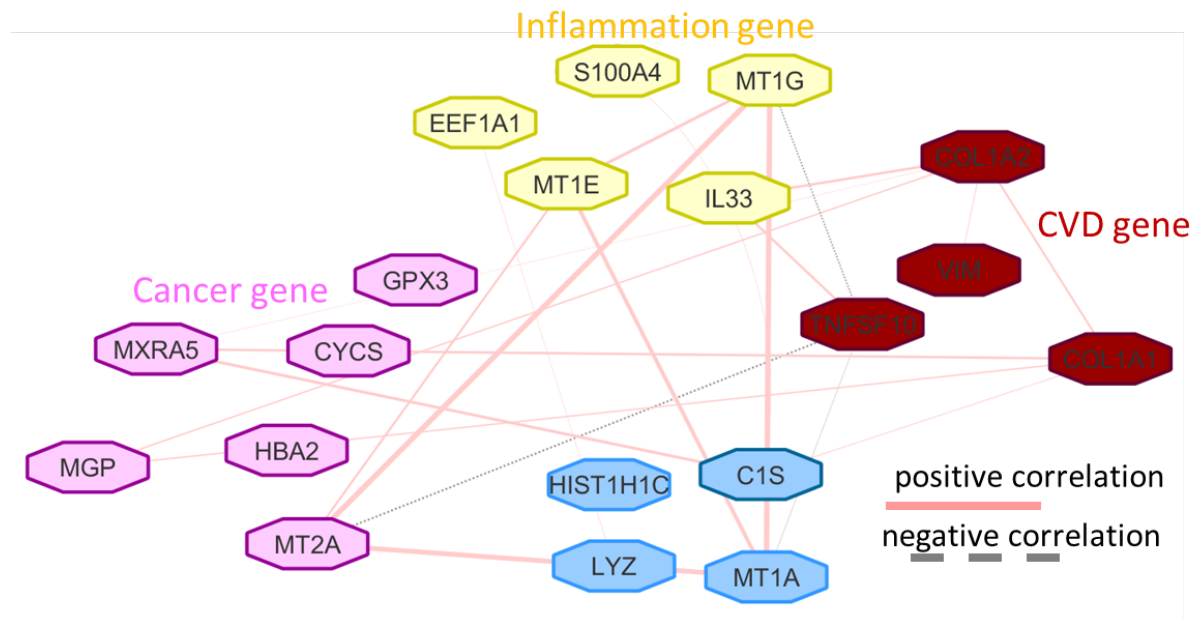 Inflammation gene
S100A4
MT1G
EEF1A1
COL1A2
MT1E
IL33
CVD gene
VIM
GPX3
Cancer gene
TNFSF10
MXRA5
CYCS
COL1A1
HBA2
MGP
C1S
positive correlation
HIST1H1C
negative correlation
MT2A
LYZ
MT1A